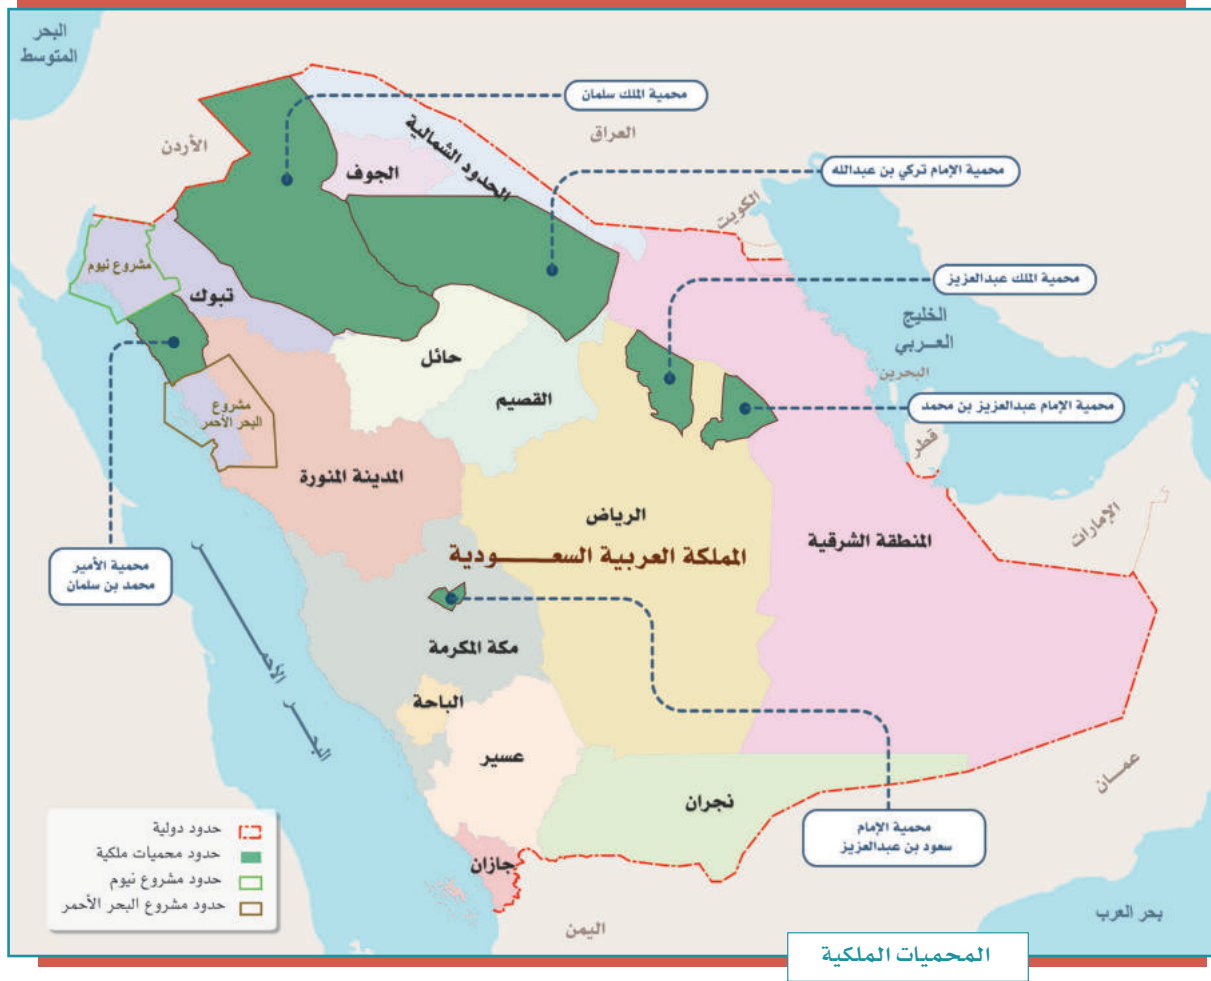 البحر
المتوسط
محمية الملك سلمان
العراق
الأردن
الحدود الشمالية
الجوف
محمية الإمام تركي بن عبدالله
الكويت
مشروع نيوم
تبوك
محمية الملك عبدالعزيز
الخليج
العـــربي
حائل
البحرين
القصيم
محمية الإمام عبدالعزيز بن محمد
مشروع
البحر الأحمر
قطر
المدينة المنورة
الرياض
المنطقة الشرقية
الإمارات
المملكة العربية السعـــــودية
محمية الأمير
محمد بن سلمان
مكة المكرمة
البحـــر الأحمـــر
الباحة
عسير
نجران
عمـــان
محمية الإمام
سعود بن عبدالعزيز
جازان
حدود دولية
حدود محميات ملكية
حدود مشروع نيوم
حدود مشروع البحر الأحمر
اليمن
بحر العرب
المحميات الملكية